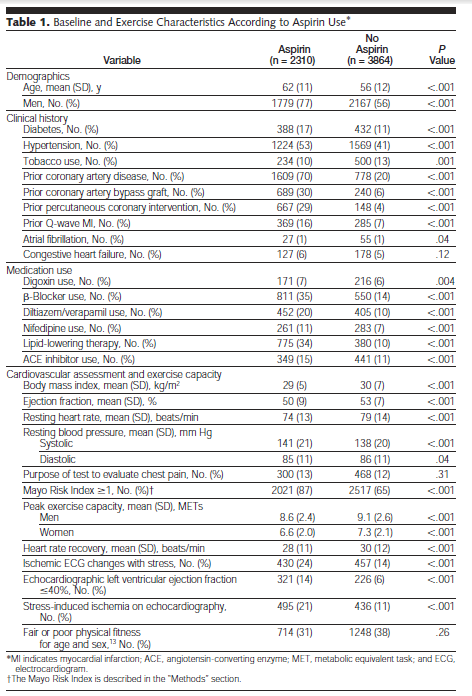 Table 1. Baseline and Exercise Characteristics According to Aspirin Use*
Variable Aspirin (n = 2310) No Aspirin (n = 3864) P Value
Demographics
Age, mean (SD), y 62 (11) 56 (12) <.001
Men, No. (%) 1779 (77) 2167 (56) <.001
Clinical history
Diabetes, No. (%) 388 (17) 432 (11) <.001
Hypertension, No. (%) 1224 (53) 1569 (41) <.001
Tobacco use, No. (%) 234 (10) 500 (13) .001
Prior coronary artery disease, No. (%) 1609 (70) 778 (20) <.001
Prior coronary artery bypass graft, No. (%) 689 (30) 240 (6) <.001
Prior percutaneous coronary intervention, No. (%) 667 (29) 148 (4) <.001
Prior Q-wave MI, No. (%) 369 (16) 285 (7) <.001
Atrial fibrillation, No. (%) 27 (1) 55 (1) .04
Congestive heart failure, No. (%) 127 (6) 178 (5) .12
Medication use
Digoxin use, No. (%) 171 (7) 216 (6) .004
β-Blocker use, No. (%) 811 (35) 550 (14) <.001
Diltiazem/verapamil use, No. (%) 452 (20) 405 (10) <.001
Nifedipine use, No. (%) 261 (11) 283 (7) <.001
Lipid-lowering therapy, No. (%) 775 (34) 380 (10) <.001
ACE inhibitor use, No. (%) 349 (15) 441 (11) <.001
Cardiovascular assessment and exercise capacity
Body mass index, mean (SD), kg/m² 29 (5) 30 (7) <.001
Ejection fraction, mean (SD), % 50 (9) 53 (7) <.001
Resting heart rate, mean (SD), beats/min 74 (13) 79 (14) <.001
Resting blood pressure, mean (SD), mm Hg
Systolic 141 (21) 138 (20) <.001
Diastolic 85 (11) 86 (11) .04
Purpose of test to evaluate chest pain, No. (%) 300 (13) 468 (12) .31
Mayo Risk Index ≥1, No. (%)† 2021 (87) 2517 (65) <.001
Peak exercise capacity, mean (SD), METs
Men 8.6 (2.4) 9.1 (2.6) <.001
Women 6.6 (2.0) 7.3 (2.1) <.001
Heart rate recovery, mean (SD), beats/min 28 (11) 30 (12) <.001
Ischemic ECG changes with stress, No. (%) 430 (24) 457 (14) <.001
Echocardiographic left ventricular ejection fraction 321 (14) 226 (6) <.001
≤40%, No. (%)
Stress-induced ischemia on echocardiography, 495 (21) 436 (11) <.001
No. (%)
Fair or poor physical fitness 714 (31) 1248 (38) .26
for age and sex,¹³ No. (%)
*MI indicates myocardial infarction; ACE, angiotensin-converting enzyme; MET, metabolic equivalent task; and ECG,
electrocardiogram.
†The Mayo Risk Index is described in the "Methods" section.